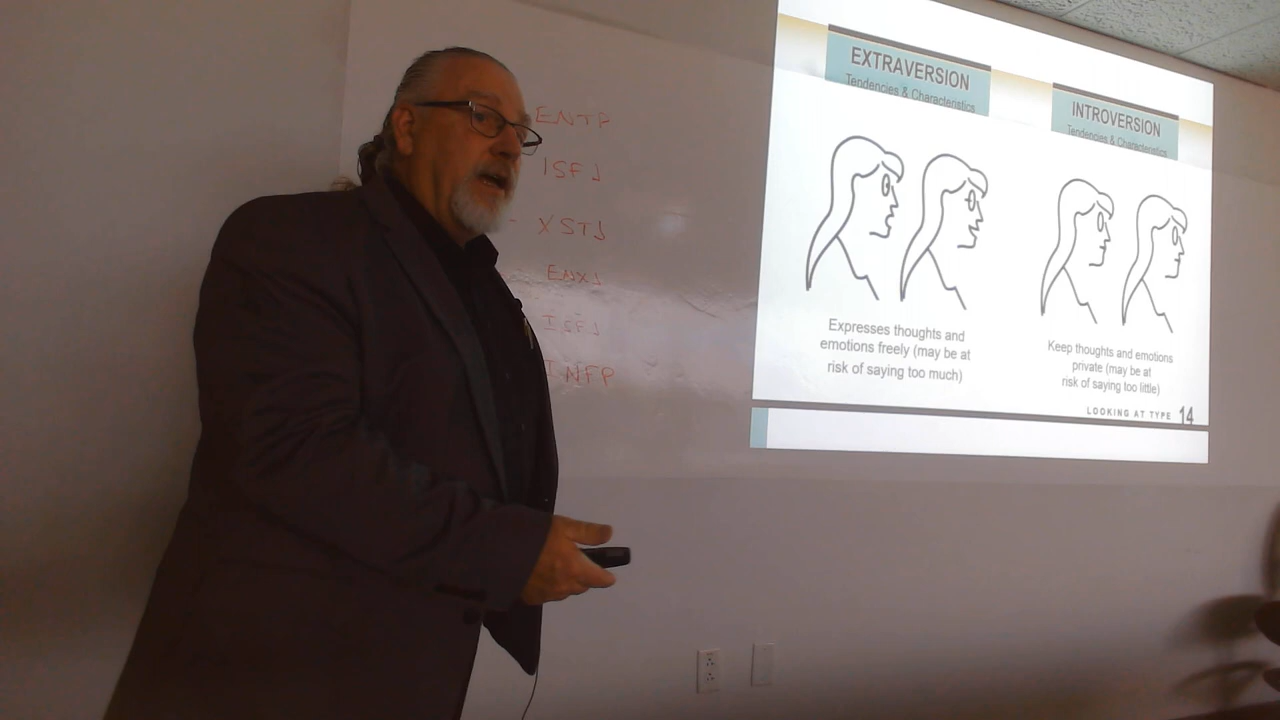 ENTP
ISFJ
- XSTJ
ENXJ
ISFJ
INFP
EXTRAVERSION
Tendencies & Characteristics
INTROVERSION
Tendencies & Characteristics
Expresses thoughts and
emotions freely (may be at
risk of saying too much)
Keep thoughts and emotions
private (may be at
risk of saying too little)
LOOKING AT TYPE 14